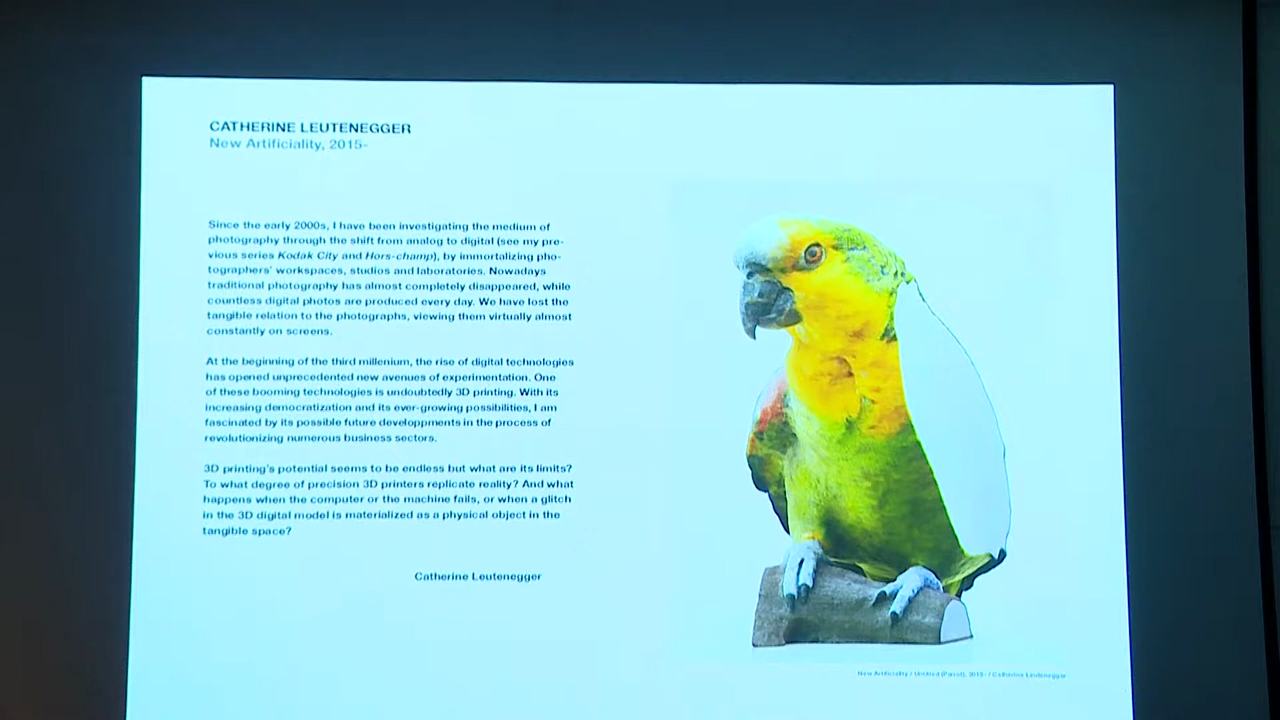 CATHERINE LEUTENEGGER
New Artificiality, 2015-
Since the early 2000s, I have been investigating the medium of
photography through the shift from analog to digital (see my pre-
vious series Kodak City and Hors-champ), by immortalizing pho-
tographers' workspaces, studios and laboratories. Nowadays
traditional photography has almost completely disappeared, while
countless digital photos are produced every day. We have lost the
tangible relation to the photographs, viewing them virtually almost
constantly on screens.
At the beginning of the third millenium, the rise of digital technologies
has opened unprecedented new avenues of experimentation. One
of these booming technologies is undoubtedly 3D printing. With its
increasing democratization and its ever-growing possibilities, I am
fascinated by its possible future developpments in the process of
revolutionizing numerous business sectors.
3D printing's potential seems to be endless but what are its limits?
To what degree of precision 3D printers replicate reality? And what
happens when the computer or the machine fails, or when a glitch
in the 3D digital model is materialized as a physical object in the
tangible space?
Catherine Leutenegger
New Artificiality / Untitled (Parrot), 2015- / Catherine Leutenegger